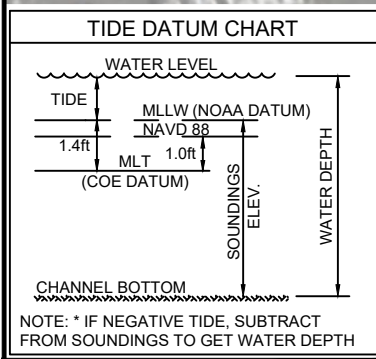 TIDE DATUM CHART
WATER LEVEL
TIDE
MLLW (NOAA DATUM)
NAVD 88
1.4ft
1.0ft
MLT
(COE DATUM)
SOUNDINGS
ELEV.
WATER DEPTH
CHANNEL BOTTOM
NOTE: * IF NEGATIVE TIDE, SUBTRACT
FROM SOUNDINGS TO GET WATER DEPTH